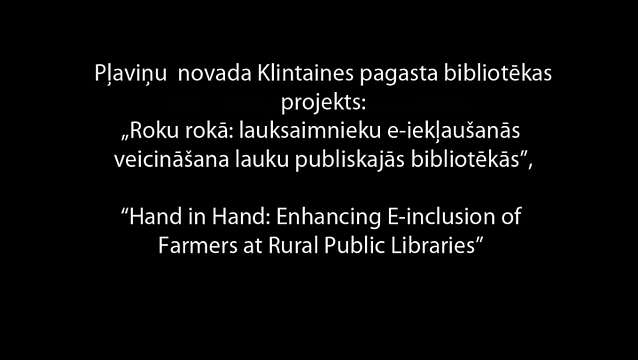 Pļaviņu  novada Klintaines pagasta bibliotēkas
projekts:
„Roku rokā: lauksaimnieku e-iekļaušanās
veicināšana lauku publiskajās bibliotēkās”,
“Hand in Hand: Enhancing E-inclusion of
Farmers at Rural Public Libraries”